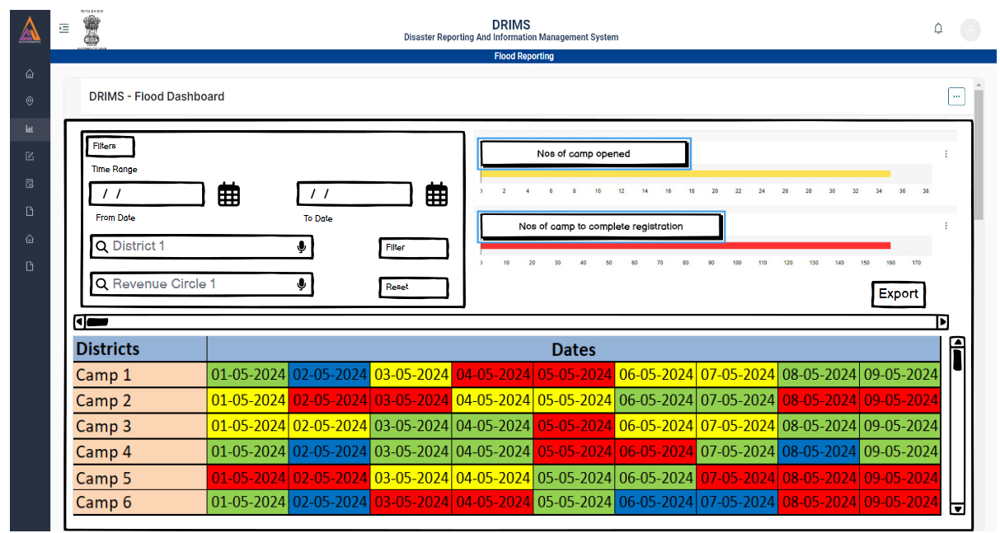 DRIMS
Disaster Reporting And Information Management System
Flood Reporting
DRIMS - Flood Dashboard
Filters
Time Range
/ /
/ /
From Date
To Date
District 1
Filter
Revenue Circle 1
Reset
Nos of camp opened
2 4 6 8 10 12 14 16 18 20 22 24 26 28 30 32 34 36 38
Nos of camp to complete registration
10 20 30 40 50 60 70 80 90 100 110 120 130 140 150 160 170
Export
Districts Dates
Camp 1 01-05-2024 02-05-2024 03-05-2024 04-05-2024 05-05-2024 06-05-2024 07-05-2024 08-05-2024 09-05-2024
Camp 2 01-05-2024 02-05-2024 03-05-2024 04-05-2024 05-05-2024 06-05-2024 07-05-2024 08-05-2024 09-05-2024
Camp 3 01-05-2024 02-05-2024 03-05-2024 04-05-2024 05-05-2024 06-05-2024 07-05-2024 08-05-2024 09-05-2024
Camp 4 01-05-2024 02-05-2024 03-05-2024 04-05-2024 05-05-2024 06-05-2024 07-05-2024 08-05-2024 09-05-2024
Camp 5 01-05-2024 02-05-2024 03-05-2024 04-05-2024 05-05-2024 06-05-2024 07-05-2024 08-05-2024 09-05-2024
Camp 6 01-05-2024 02-05-2024 03-05-2024 04-05-2024 05-05-2024 06-05-2024 07-05-2024 08-05-2024 09-05-2024